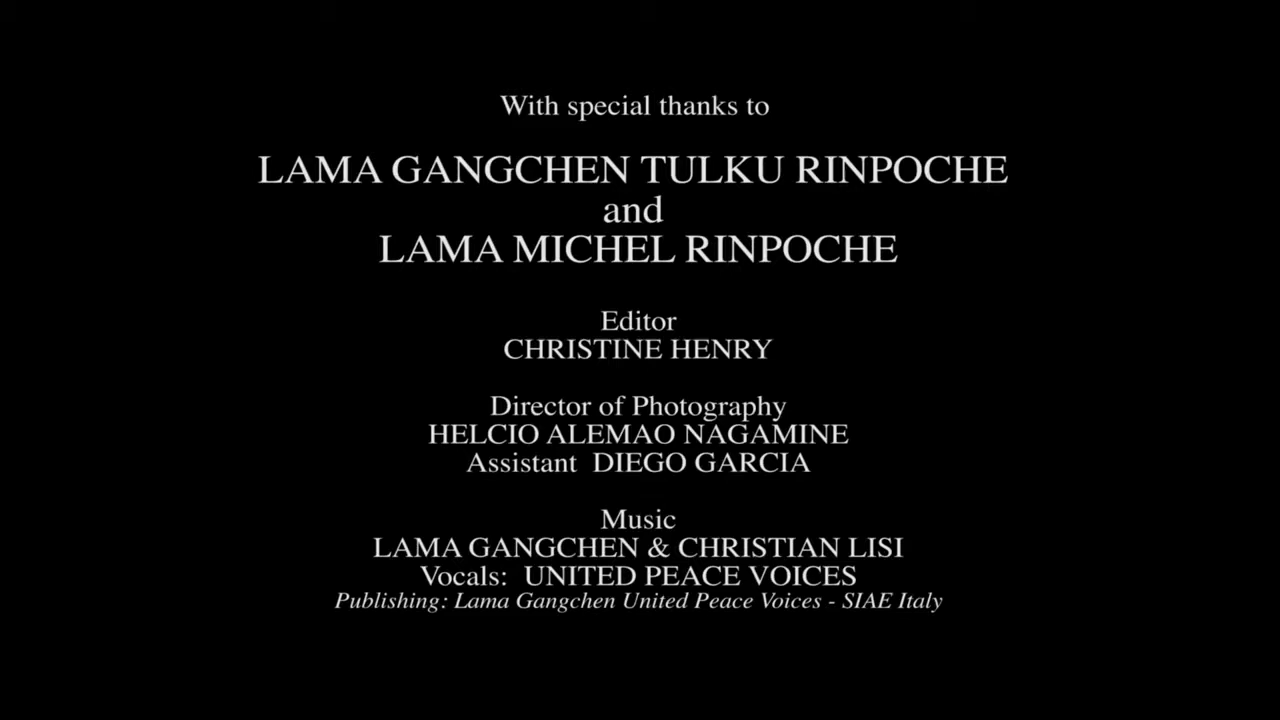 With special thanks to
LAMA GANGCHEN TULKU RINPOCHE
and
LAMA MICHEL RINPOCHE
Editor
CHRISTINE HENRY
Director of Photography
HELCIO ALEMAO NAGAMINE
Assistant DIEGO GARCIA
Music
LAMA GANGCHEN & CHRISTIAN LISI
Vocals: UNITED PEACE VOICES
Publishing: Lama Gangchen United Peace Voices - SIAE Italy